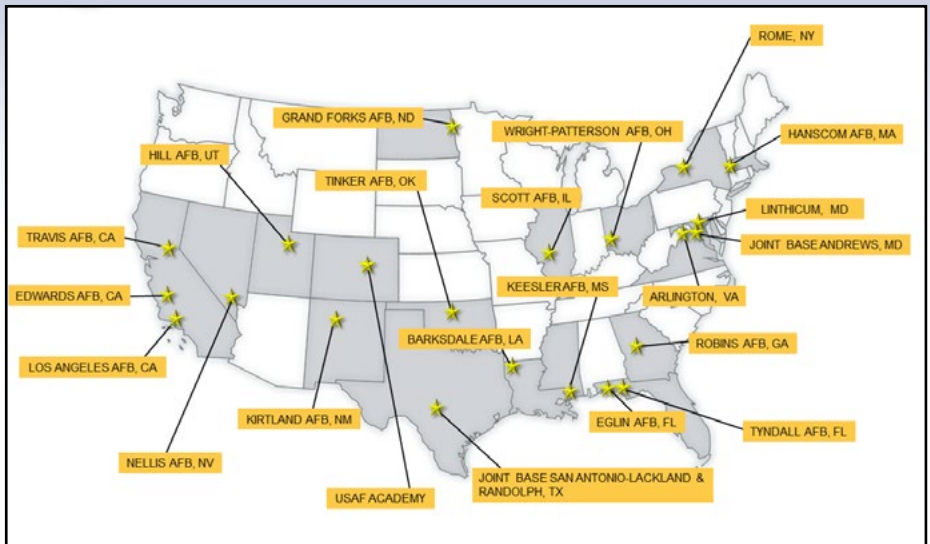 ROME, NY
GRAND FORKS AFB, ND
WRIGHT-PATTERSON AFB, OH
HANSCOM AFB, MA
HILL AFB, UT
TINKER AFB, OK
SCOTT AFB, IL
LINTHICUM, MD
TRAVIS AFB, CA
JOINT BASE ANDREWS, MD
KEESLER AFB, MS
EDWARDS AFB, CA
ARLINGTON, VA
BARKSDALE AFB, LA
ROBINS AFB, GA
LOS ANGELES AFB, CA
KIRTLAND AFB, NM
EGLIN AFB, FL
TYNDALL AFB, FL
NELLIS AFB, NV
JOINT BASE SAN ANTONIO-LACKLAND &
RANDOLPH, TX
USAF ACADEMY